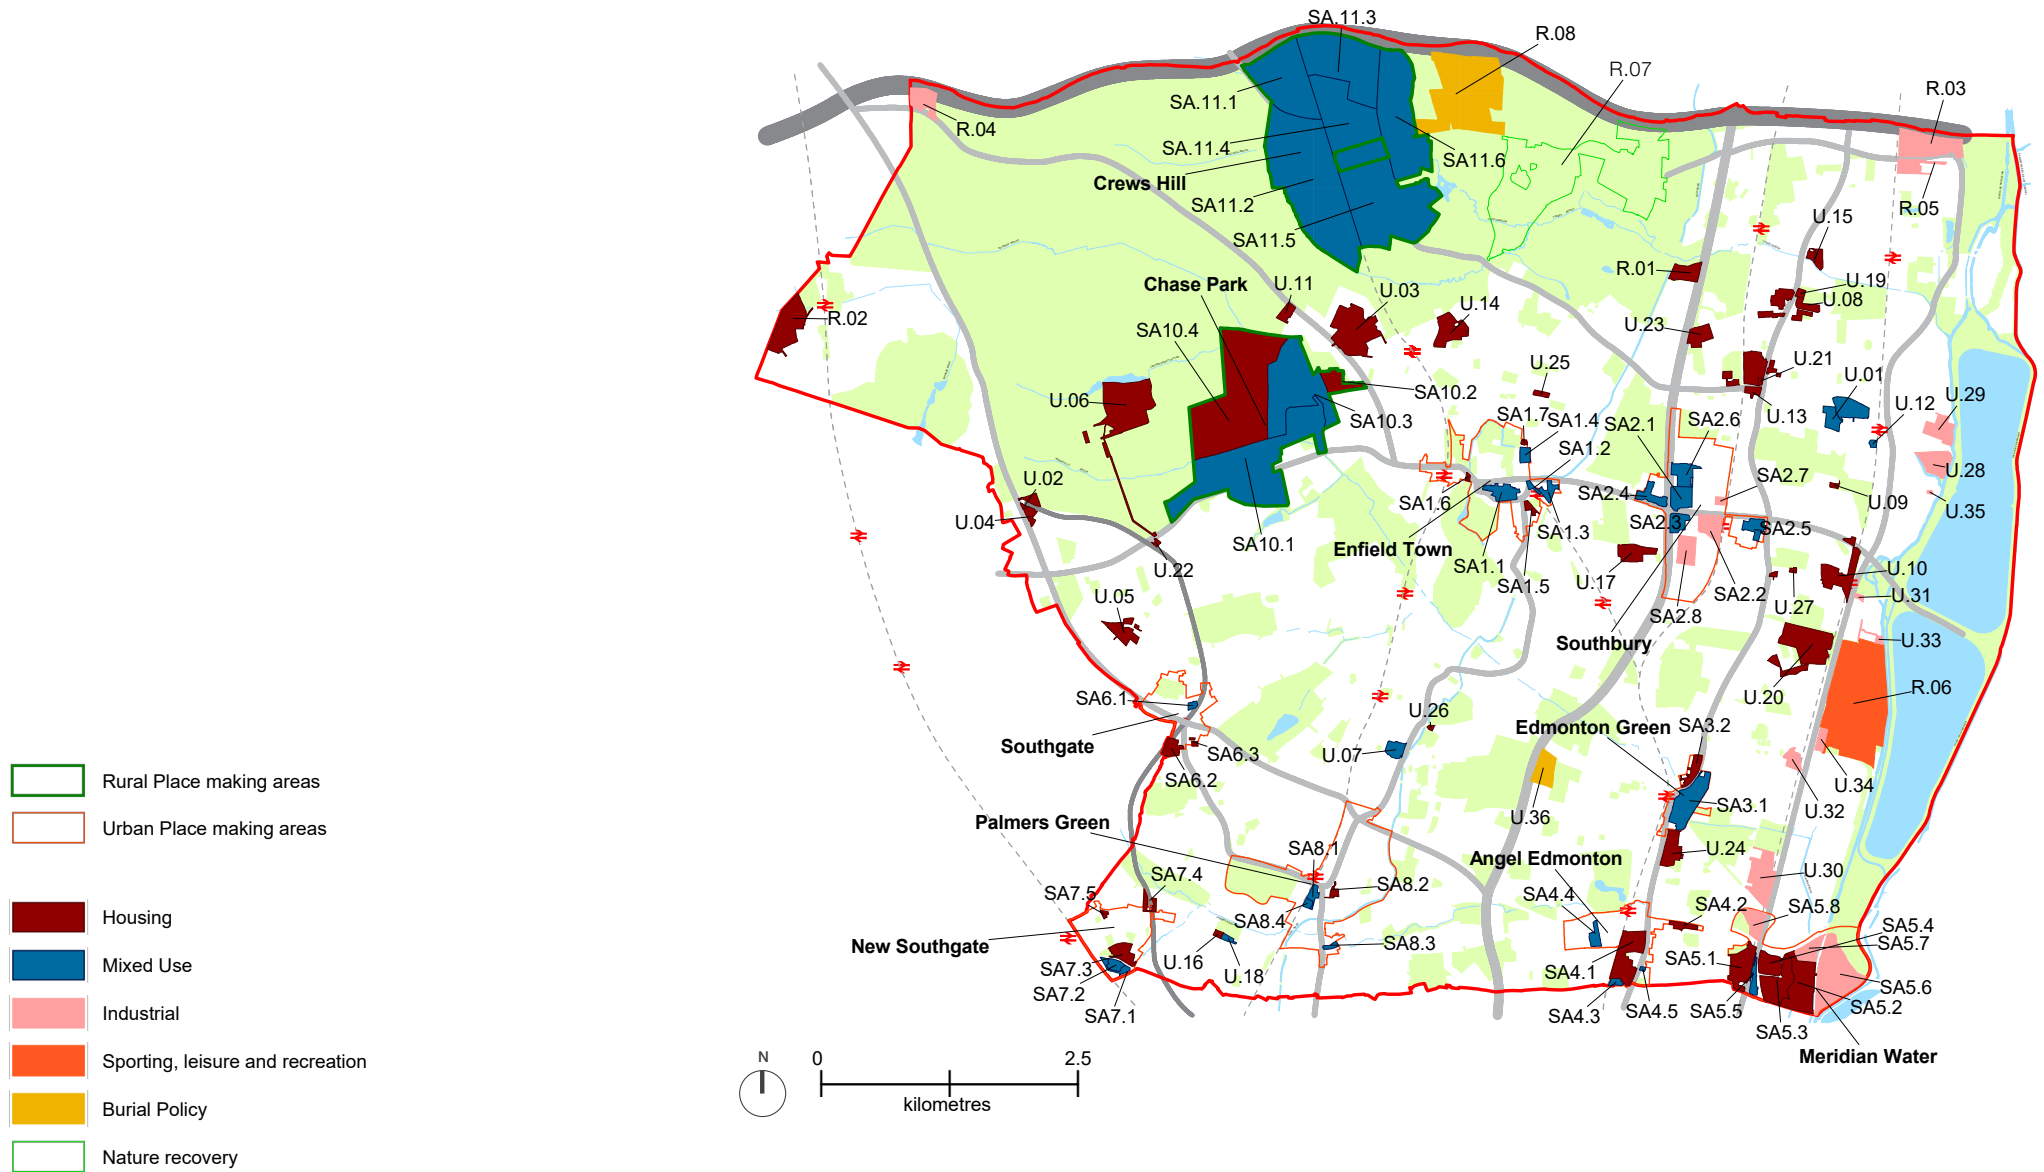 SA.11.3
R.08
R.07
R.03
SA.11.1
R.04
SA.11.4
SA11.6
Crews Hill
SA11.2
R.05
U.15
SA11.5
R.01
Chase Park
U.11
U.03
U.14
U.19
U.08
R.02
SA10.4
U.23
U.25
U.21
U.01
U.06
SA10.2
U.29
U.12
SA10.3
SA1.7
SA1.4
SA2.1
SA2.6
U.13
SA1.2
U.28
SA2.7
U.02
SA1.6
SA2.4
U.09
U.35
U.04
SA2.3
SA2.5
SA1.3
SA10.1
Enfield Town
SA1.1
U.22
SA1.5
U.17
U.10
SA2.2
U.31
U.05
U.27
SA2.8
Southbury
U.33
R.06
SA6.1
U.20
U.26
SA3.2
Edmonton Green
Southgate
SA6.3
U.07
SA6.2
U.34
Rural Place making areas
SA3.1
U.32
U.36
Palmers Green
Urban Place making areas
SA8.1
U.24
Angel Edmonton
U.30
SA7.4
SA8.2
SA7.5
SA4.4
SA4.2
SA5.8
Housing
SA8.4
SA5.4
New Southgate
SA8.3
SA5.7
SA5.1
U.16
Mixed Use
SA7.3
SA4.1
U.18
SA5.6
SA7.2
SA5.2
Industrial
SA7.1
SA4.3
SA4.5
SA5.5
SA5.3
Meridian Water
N
0
2.5
Sporting, leisure and recreation
kilometres
Burial Policy
Nature recovery